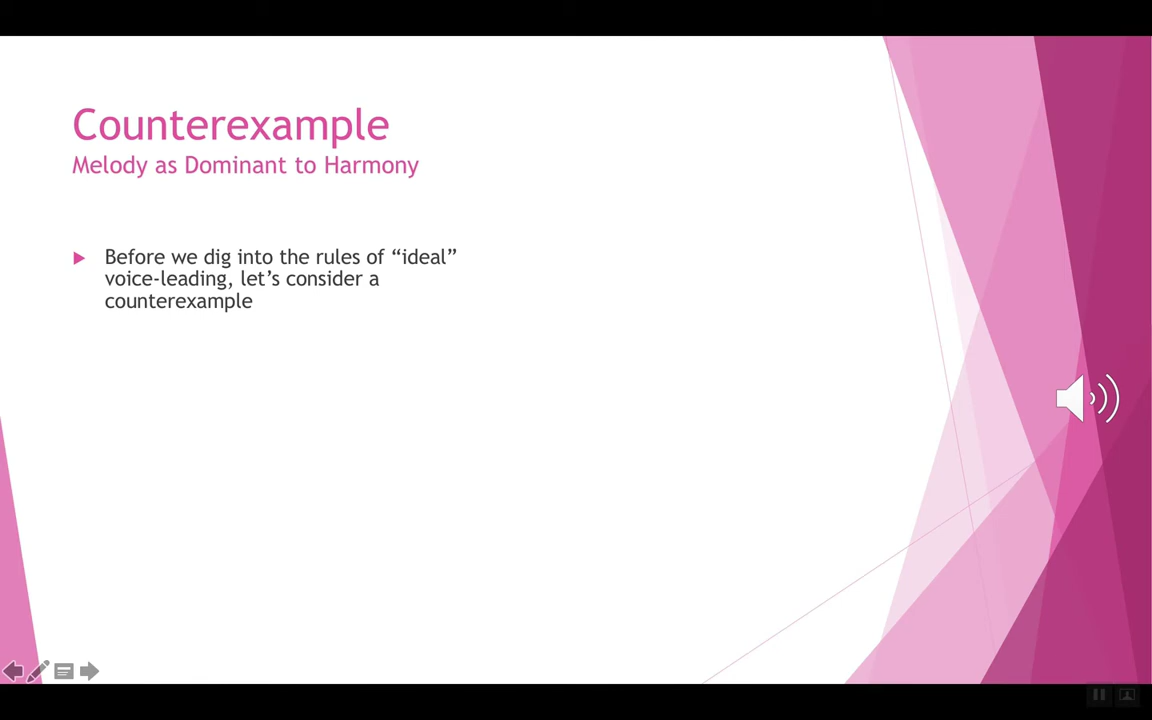 Counterexample
Melody as Dominant to Harmony
Before we dig into the rules of “ideal”
voice-leading, let’s consider a
counterexample